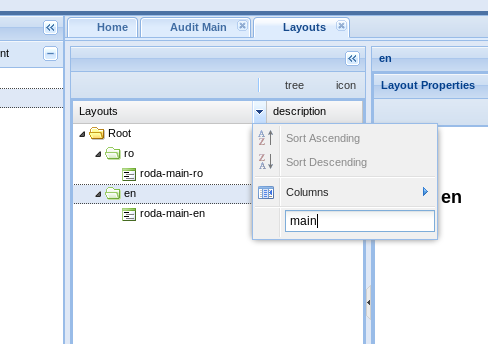 Home
Audit Main
Layouts
nt
en
tree
icon
Layout Properties
Layouts
description
Root
ro
roda-main-ro
en
roda-main-en
Sort Ascending
Sort Descending
Columns
main
en